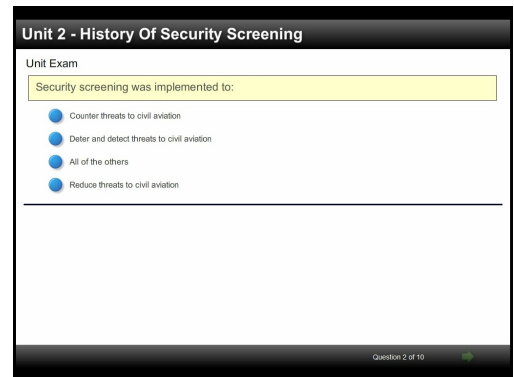 Unit 2 - History Of Security Screening
Unit Exam
Security screening was implemented to:
Counter threats to civil aviation
Deter and detect threats to civil aviation
All of the others
Reduce threats to civil aviation
Question 2 of 10